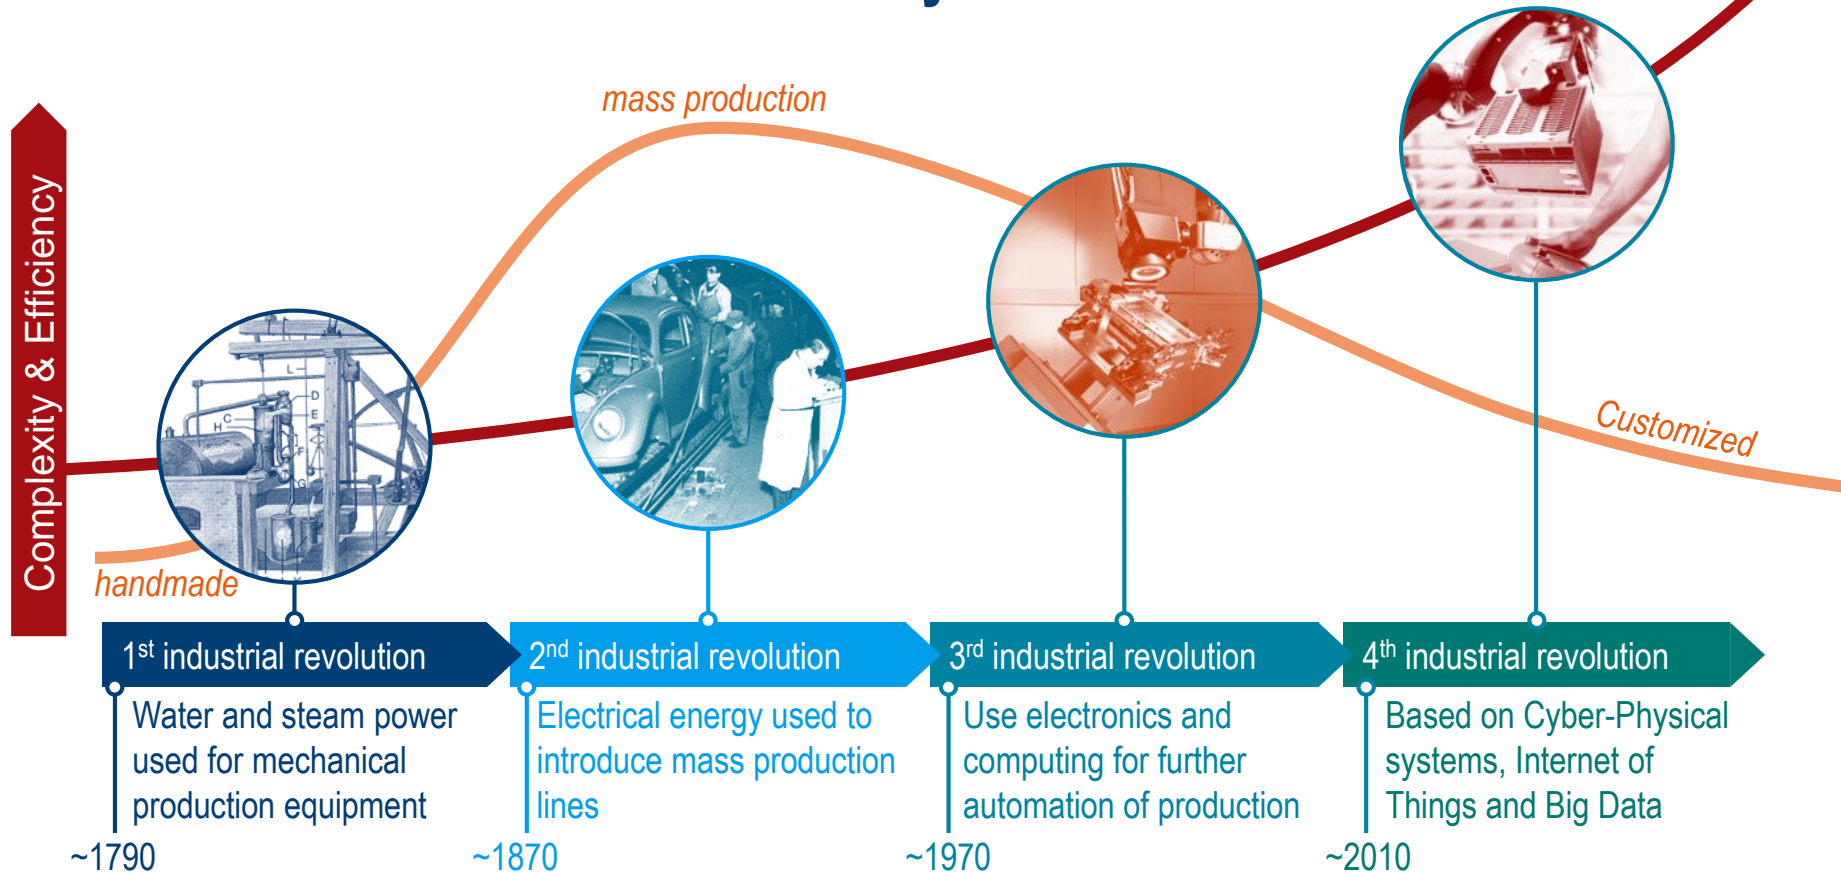 mass production
Complexity & Efficiency
Customized
handmade
1st industrial revolution
2nd industrial revolution
3rd industrial revolution
4th industrial revolution
Water and steam power
used for mechanical
production equipment
Electrical energy used to
introduce mass production
lines
Use electronics and
computing for further
automation of production
Based on Cyber-Physical
systems, Internet of
Things and Big Data
~1790
~1870
~1970
~2010
L
D
E
C
H
F
G
K